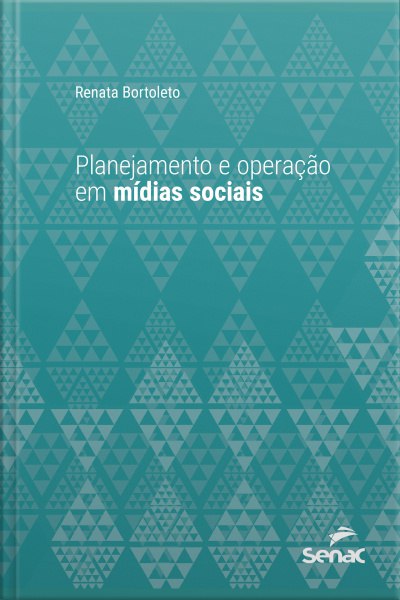 Renata Bortoleto
Planejamento e operação
em mídias sociais
Senac